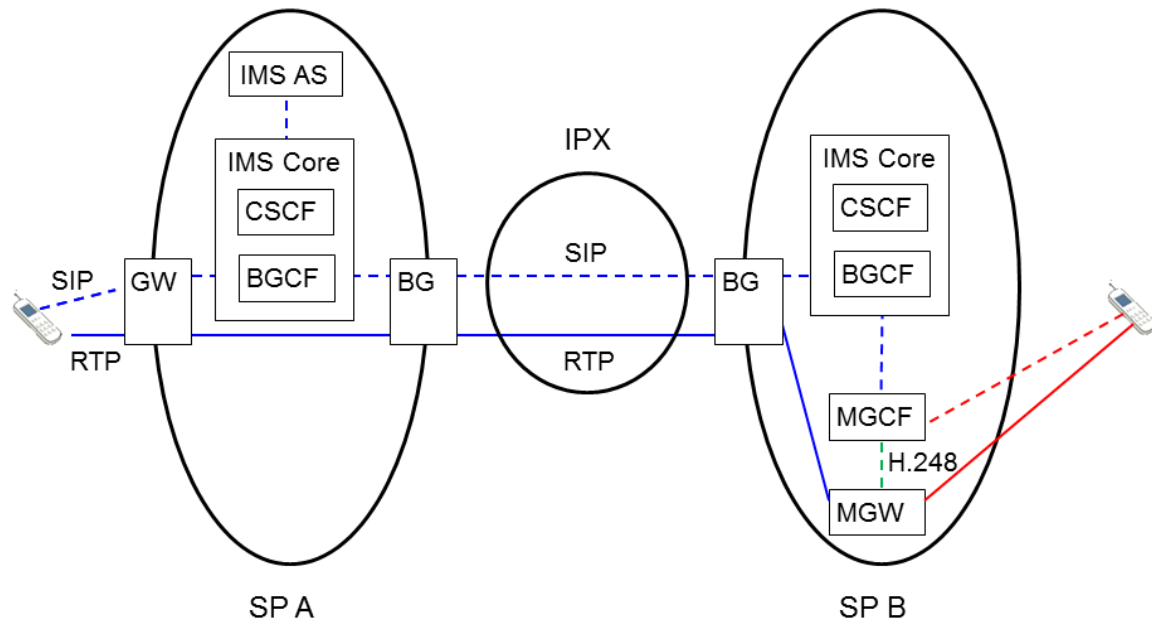 IMS AS
IMS Core
CSCF
BGCF
SIP
GW
BG
RTP
SP A
IPX
SIP
RTP
BG
IMS Core
CSCF
BGCF
MGCF
H.248
MGW
SP B